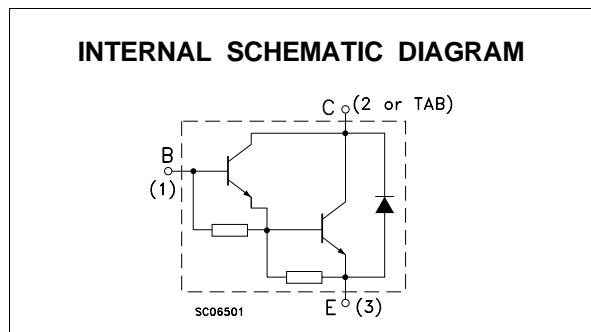 INTERNAL SCHEMATIC DIAGRAM
C (2 or TAB)
B
(1)
E (3)
SC06501